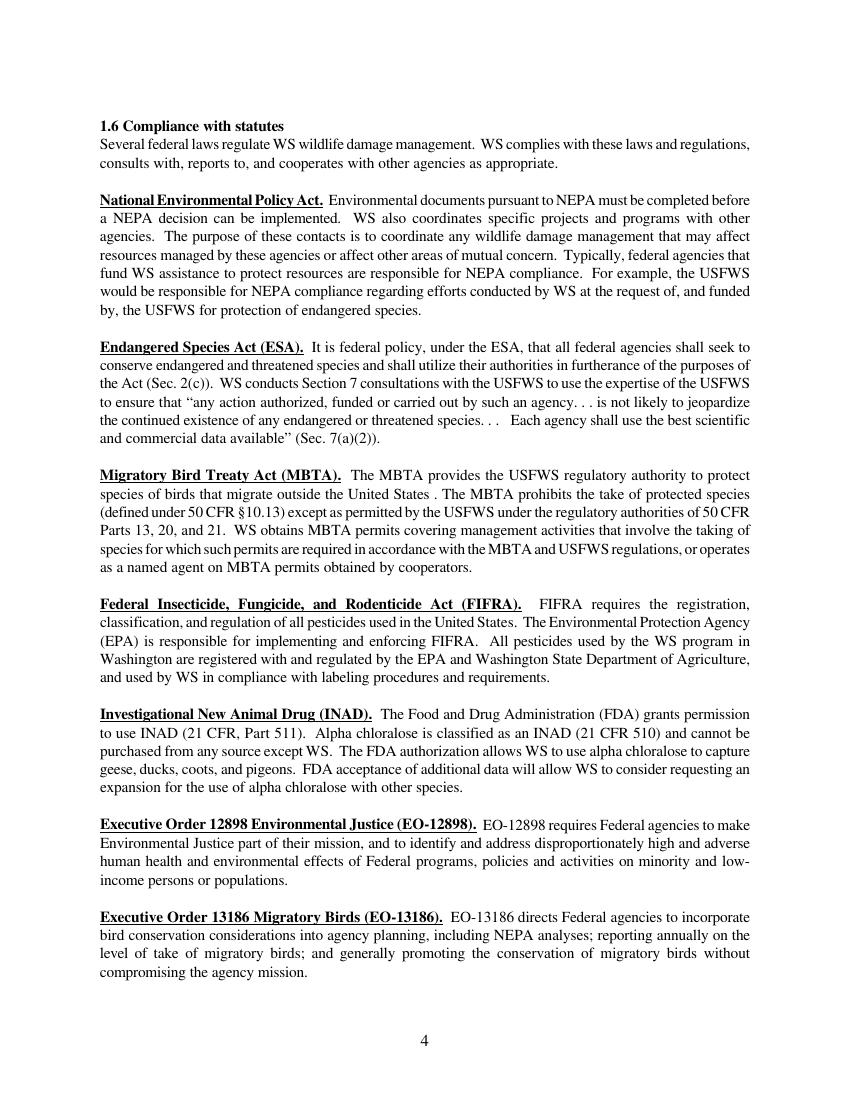 1.6 Compliance with statutes
Several federal laws regulate WS wildlife damage management. WS complies with these laws and regulations,
consults with, reports to, and cooperates with other agencies as appropriate.
National Environmental Policy Act. Environmental documents pursuant to NEPA must be completed before
a NEPA decision can be implemented. WS also coordinates specific projects and programs with other
agencies. The purpose of these contacts is to coordinate any wildlife damage management that may affect
resources managed by these agencies or affect other areas of mutual concern. Typically, federal agencies that
fund WS assistance to protect resources are responsible for NEPA compliance. For example, the USFWS
would be responsible for NEPA compliance regarding efforts conducted by WS at the request of, and funded
by, the USFWS for protection of endangered species.
Endangered Species Act (ESA). It is federal policy, under the ESA, that all federal agencies shall seek to
conserve endangered and threatened species and shall utilize their authorities in furtherance of the purposes of
the Act (Sec. 2(c)). WS conducts Section 7 consultations with the USFWS to use the expertise of the USFWS
to ensure that “any action authorized, funded or carried out by such an agency. . . is not likely to jeopardize
the continued existence of any endangered or threatened species. . . Each agency shall use the best scientific
and commercial data available” (Sec. 7(a)(2)).
Migratory Bird Treaty Act (MBTA). The MBTA provides the USFWS regulatory authority to protect
species of birds that migrate outside the United States . The MBTA prohibits the take of protected species
(defined under 50 CFR §10.13) except as permitted by the USFWS under the regulatory authorities of 50 CFR
Parts 13, 20, and 21. WS obtains MBTA permits covering management activities that involve the taking of
species for which such permits are required in accordance with the MBTA and USFWS regulations, or operates
as a named agent on MBTA permits obtained by cooperators.
Federal Insecticide, Fungicide, and Rodenticide Act (FIFRA). FIFRA requires the registration,
classification, and regulation of all pesticides used in the United States. The Environmental Protection Agency
(EPA) is responsible for implementing and enforcing FIFRA. All pesticides used by the WS program in
Washington are registered with and regulated by the EPA and Washington State Department of Agriculture,
and used by WS in compliance with labeling procedures and requirements.
Investigational New Animal Drug (INAD). The Food and Drug Administration (FDA) grants permission
to use INAD (21 CFR, Part 511). Alpha chloralose is classified as an INAD (21 CFR 510) and cannot be
purchased from any source except WS. The FDA authorization allows WS to use alpha chloralose to capture
geese, ducks, coots, and pigeons. FDA acceptance of additional data will allow WS to consider requesting an
expansion for the use of alpha chloralose with other species.
Executive Order 12898 Environmental Justice (EO-12898). EO-12898 requires Federal agencies to make
Environmental Justice part of their mission, and to identify and address disproportionately high and adverse
human health and environmental effects of Federal programs, policies and activities on minority and low-
income persons or populations.
Executive Order 13186 Migratory Birds (EO-13186). EO-13186 directs Federal agencies to incorporate
bird conservation considerations into agency planning, including NEPA analyses; reporting annually on the
level of take of migratory birds; and generally promoting the conservation of migratory birds without
compromising the agency mission.
4